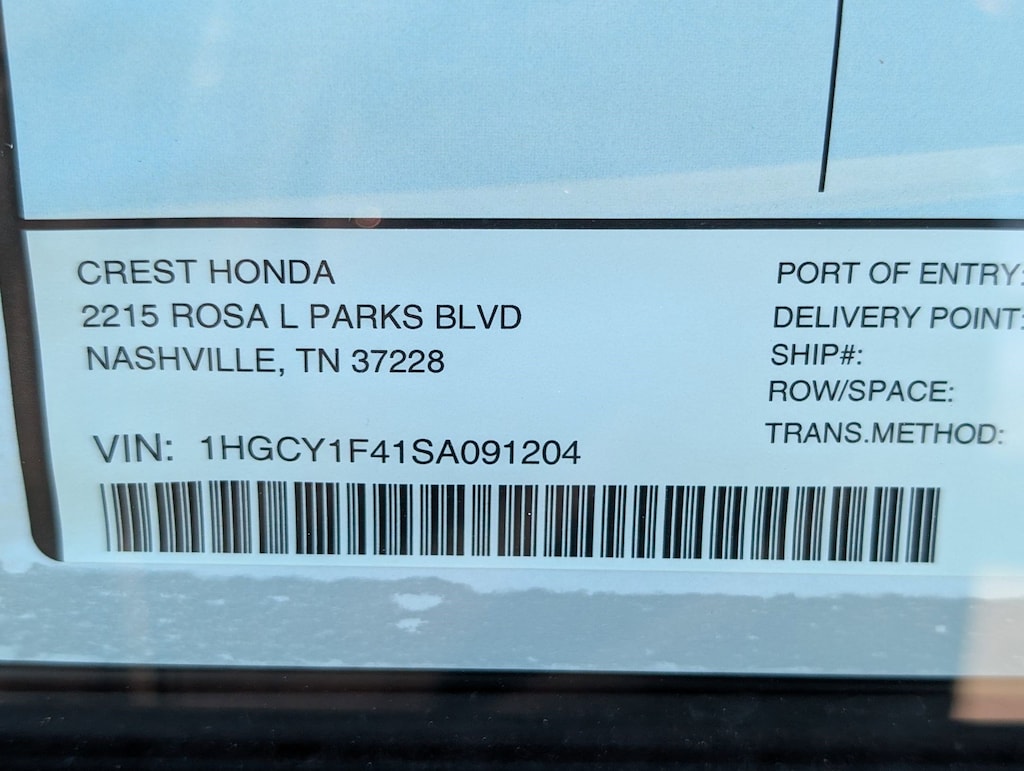 CREST HONDA
2215 ROSA L PARKS BLVD
NASHVILLE, TN 37228
VIN: 1HGCY1F41SA091204
PORT OF ENTRY:
DELIVERY POINT:
SHIP#:
ROW/SPACE:
TRANS.METHOD: